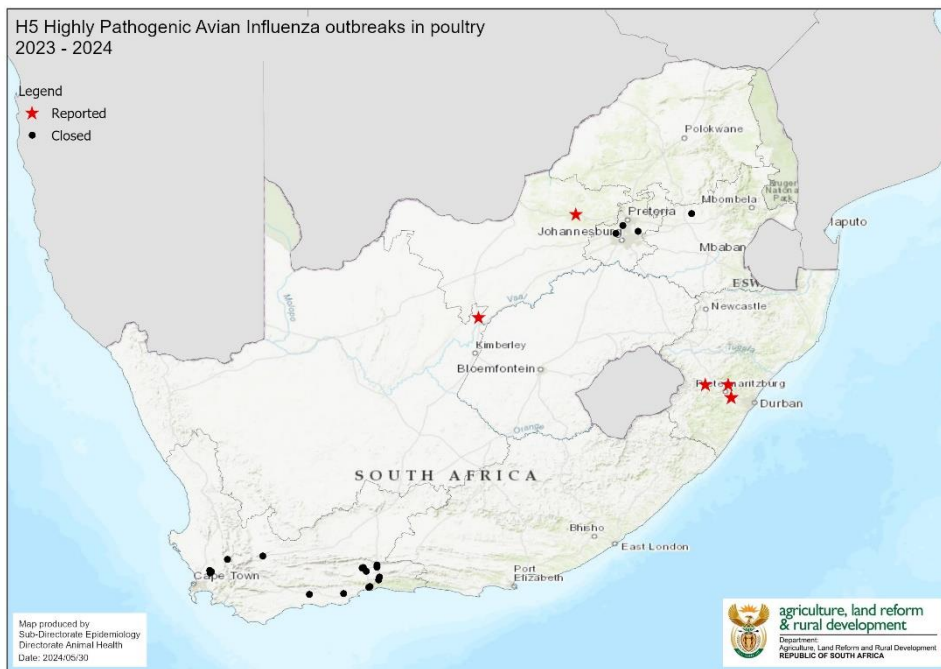 H5 Highly Pathogenic Avian Influenza outbreaks in poultry
2023 - 2024
Legend
Reported
Closed
Polokwane
Kruger
National
Park
Mbombela
Pretoria
Johannesburg
Maputo
Mbaban
ESW
Molopo
Vaal
Newcastle
Kimberley
Tugela
Bloemfontein
Pietermaritzburg
Durban
Orange
SOUTH AFRICA
Bhisho
East London
Port
Elizabeth
Cape Town
Map produced by
Sub-Directorate Epidemiology
Directorate Animal Health
Date: 2024/05/30
agriculture, land reform
& rural development
Department:
Agriculture, Land Reform and Rural Development
REPUBLIC OF SOUTH AFRICA